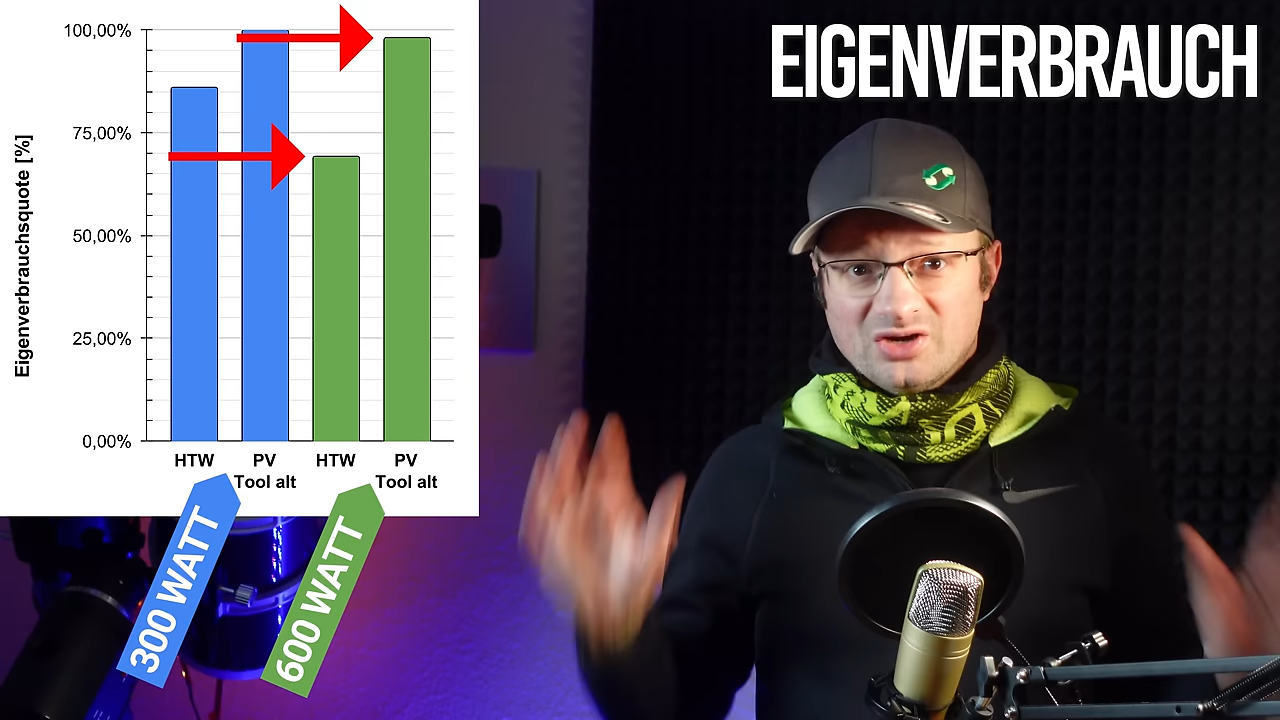 EIGENVERBRAUCH
Eigenverbrauchsquote [%]
100,00%
75,00%
50,00%
25,00%
0,00%
HTW
PV
Tool alt
HTW
PV
Tool alt
300 WATT
600 WATT